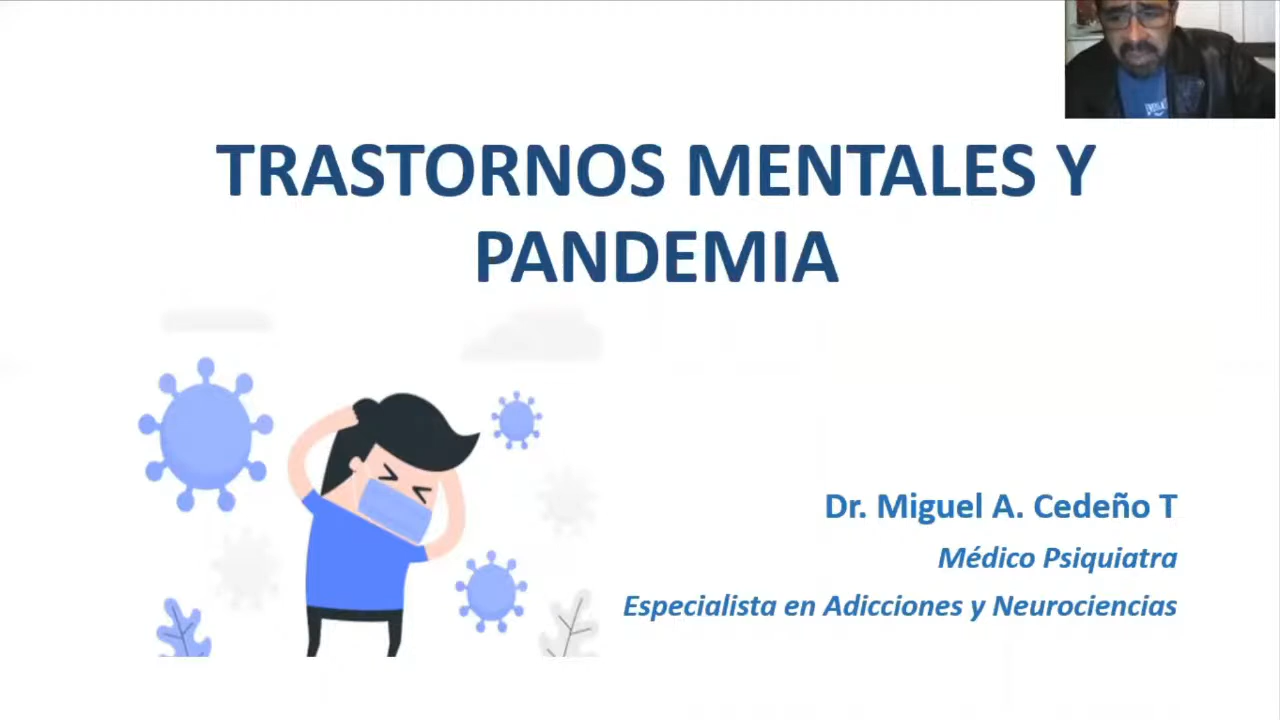 TRASTORNOS MENTALES Y
PANDEMIA
Dr. Miguel A. Cedeño T
Médico Psiquiatra
Especialista en Adicciones y Neurociencias